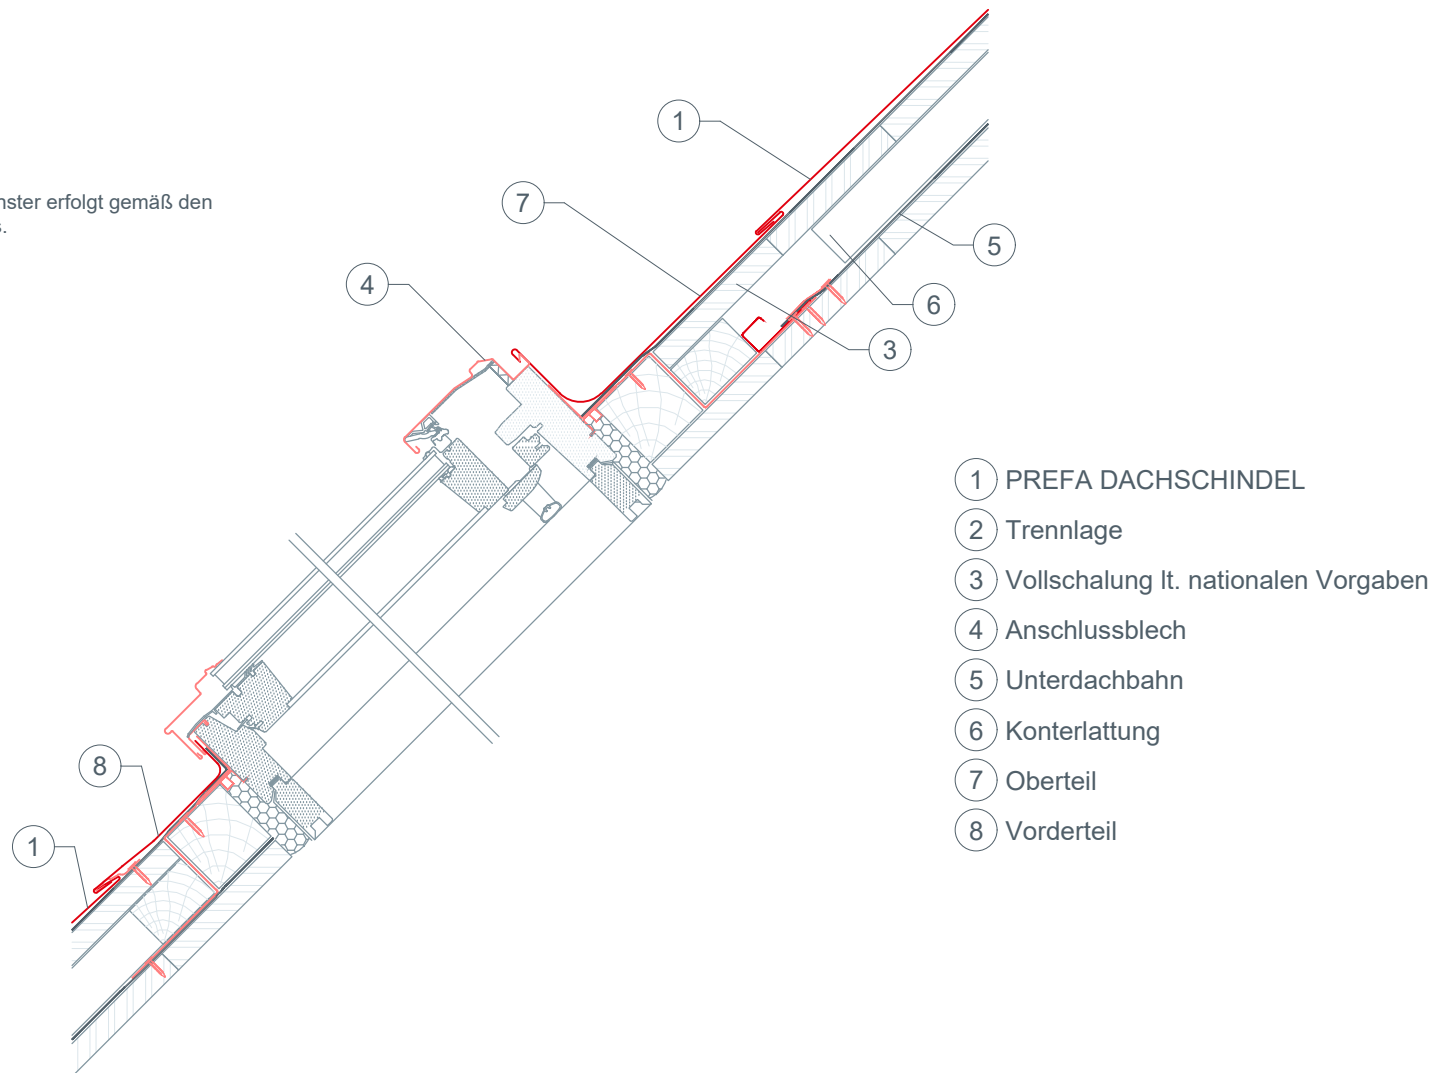 nster erfolgt gemäß den
s.
1
7
5
4
6
3
8
1
1 PREFA DACHSCHINDEL
2 Trennlage
3 Vollschalung lt. nationalen Vorgaben
4 Anschlussblech
5 Unterdachbahn
6 Konterlattung
7 Oberteil
8 Vorderteil